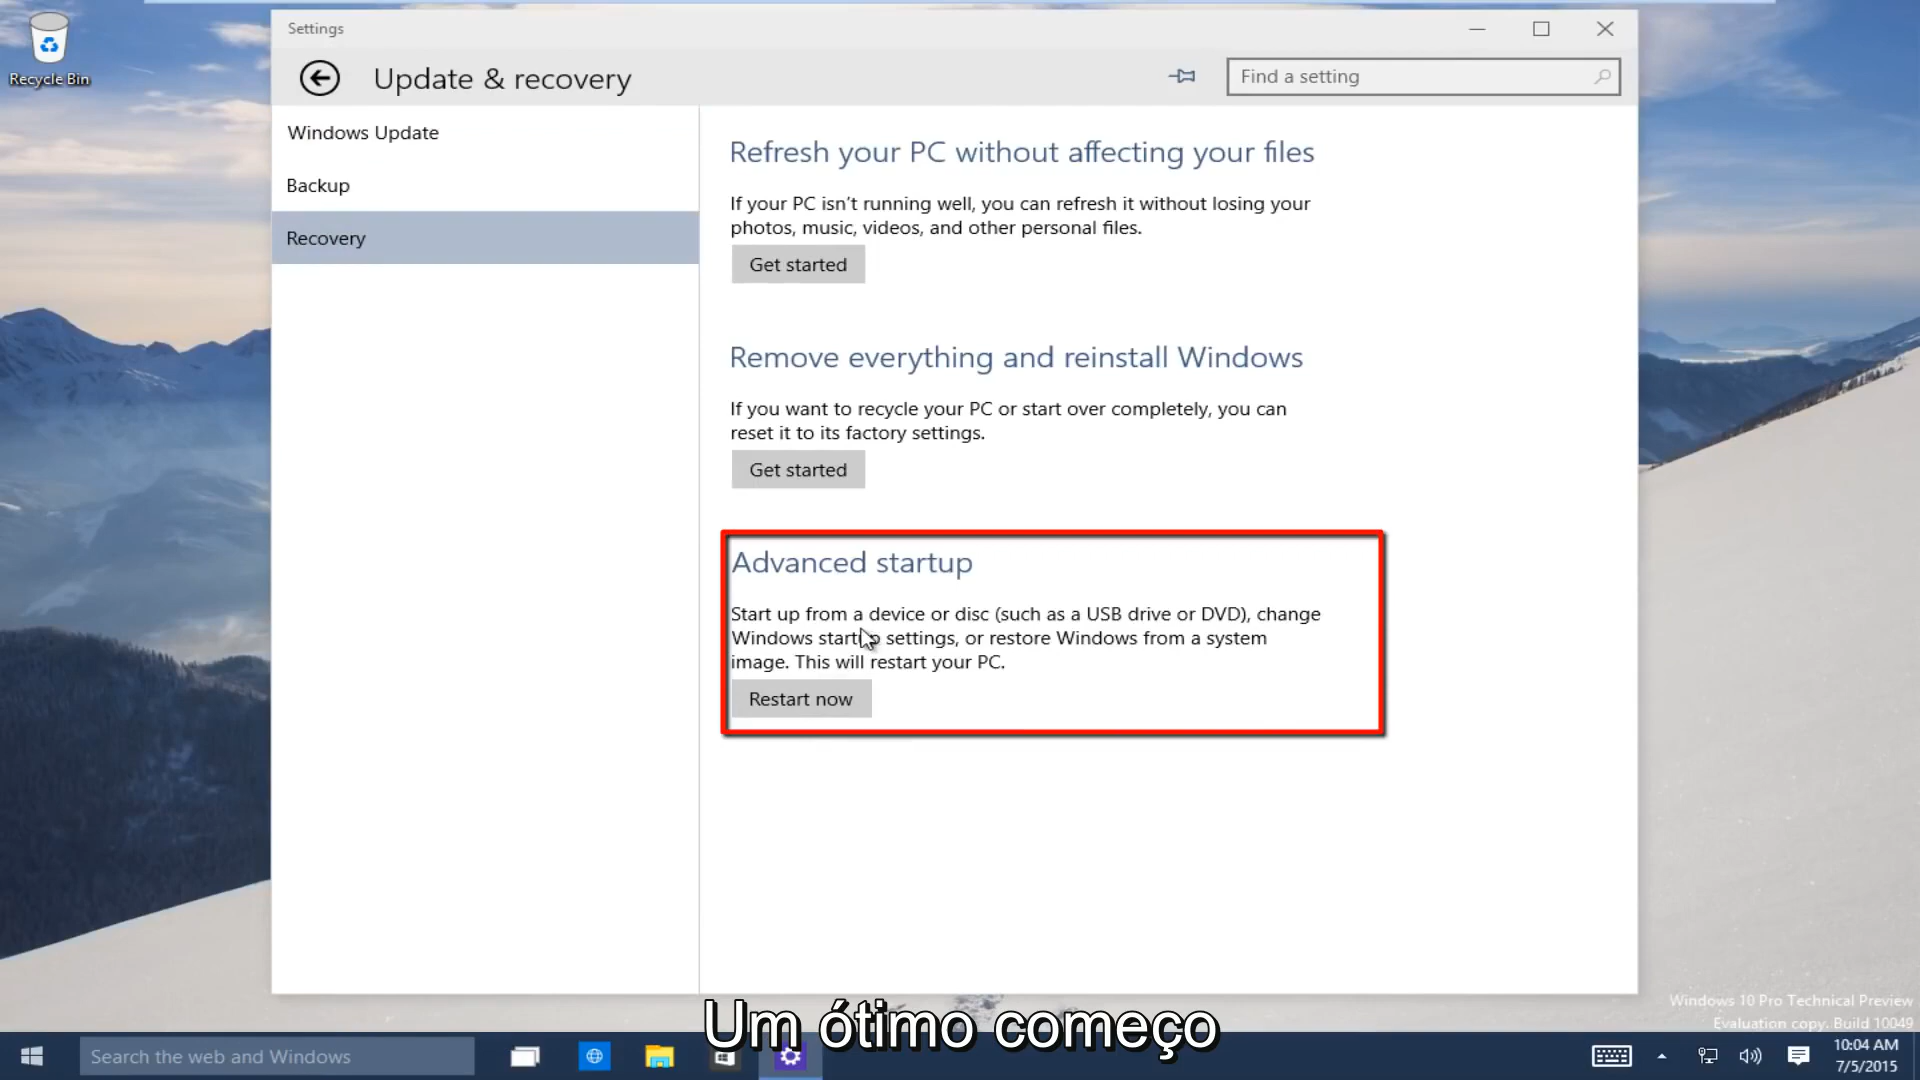 Recycle Bin
Settings
Update & recovery
Find a setting
Windows Update
Backup
Recovery
Refresh your PC without affecting your files
If your PC isn't running well, you can refresh it without losing your
photos, music, videos, and other personal files.
Get started
Remove everything and reinstall Windows
If you want to recycle your PC or start over completely, you can
reset it to its factory settings.
Get started
Advanced startup
Start up from a device or disc (such as a USB drive or DVD), change
Windows startup settings, or restore Windows from a system
image. This will restart your PC.
Restart now
Windows 10 Pro Technical Preview
Evaluation copy. Build 10049
Um ótimo começo
Search the web and Windows
10:04 AM
7/5/2015